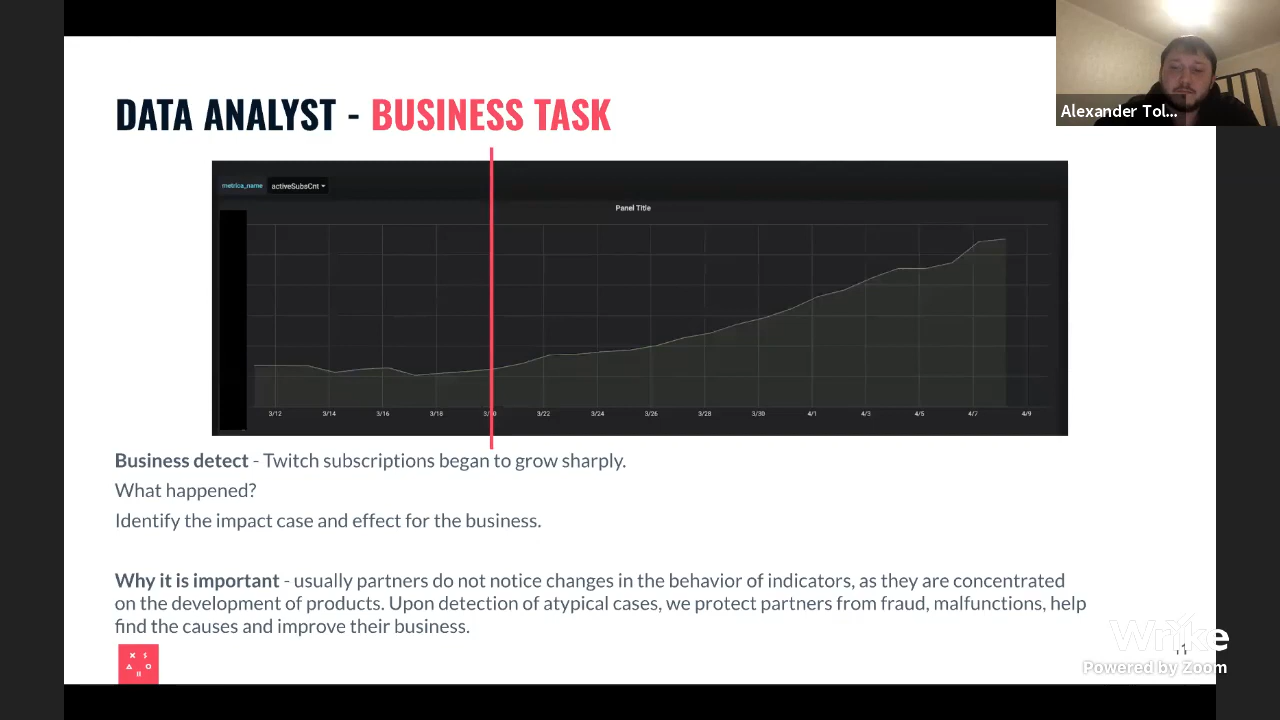 Alexander Tol...
DATA ANALYST - BUSINESS TASK
metrica_name activeSubsCnt
Panel Title
3/12 3/14 3/16 3/18 3/20 3/22 3/24 3/26 3/28 3/30 4/1 4/3 4/5 4/7 4/9
Business detect - Twitch subscriptions began to grow sharply.
What happened?
Identify the impact case and effect for the business.
Why it is important - usually partners do not notice changes in the behavior of indicators, as they are concentrated
on the development of products. Upon detection of atypical cases, we protect partners from fraud, malfunctions, help
find the causes and improve their business.
X S
O
II
Wrike
Powered by Zoom